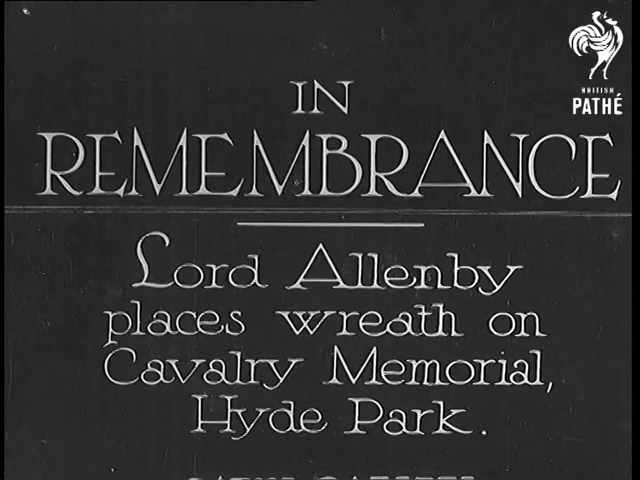 BRITISH
PATHÉ
IN
REMEMBRANCE
Lord Allenby
places wreath on
Cavalry Memorial,
Hyde Park.